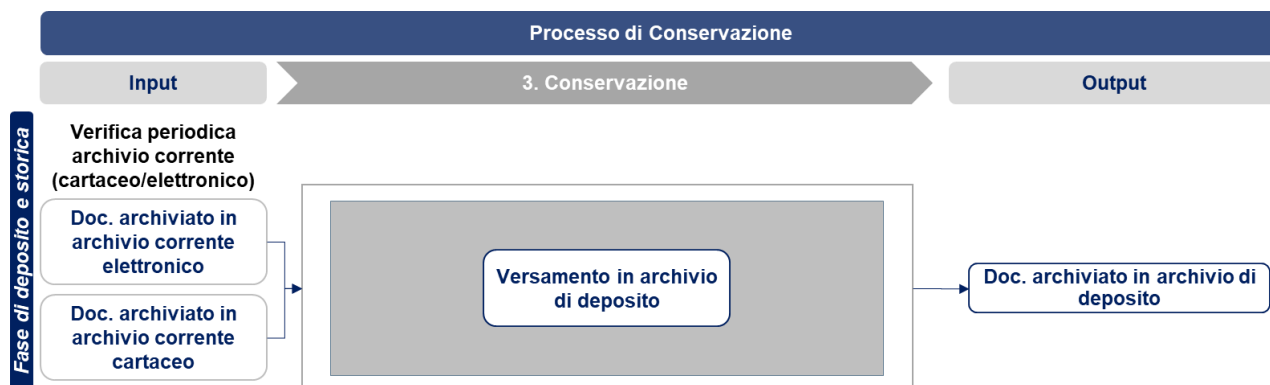 Processo di Conservazione
Input
3. Conservazione
Output
Fase di deposito e storica
Verifica periodica
archivio corrente
(cartaceo/elettronico)
Doc. archiviato in
archivio corrente
elettronico
Doc. archiviato in
archivio corrente
cartaceo
Versamento in archivio
di deposito
Doc. archiviato in archivio di
deposito